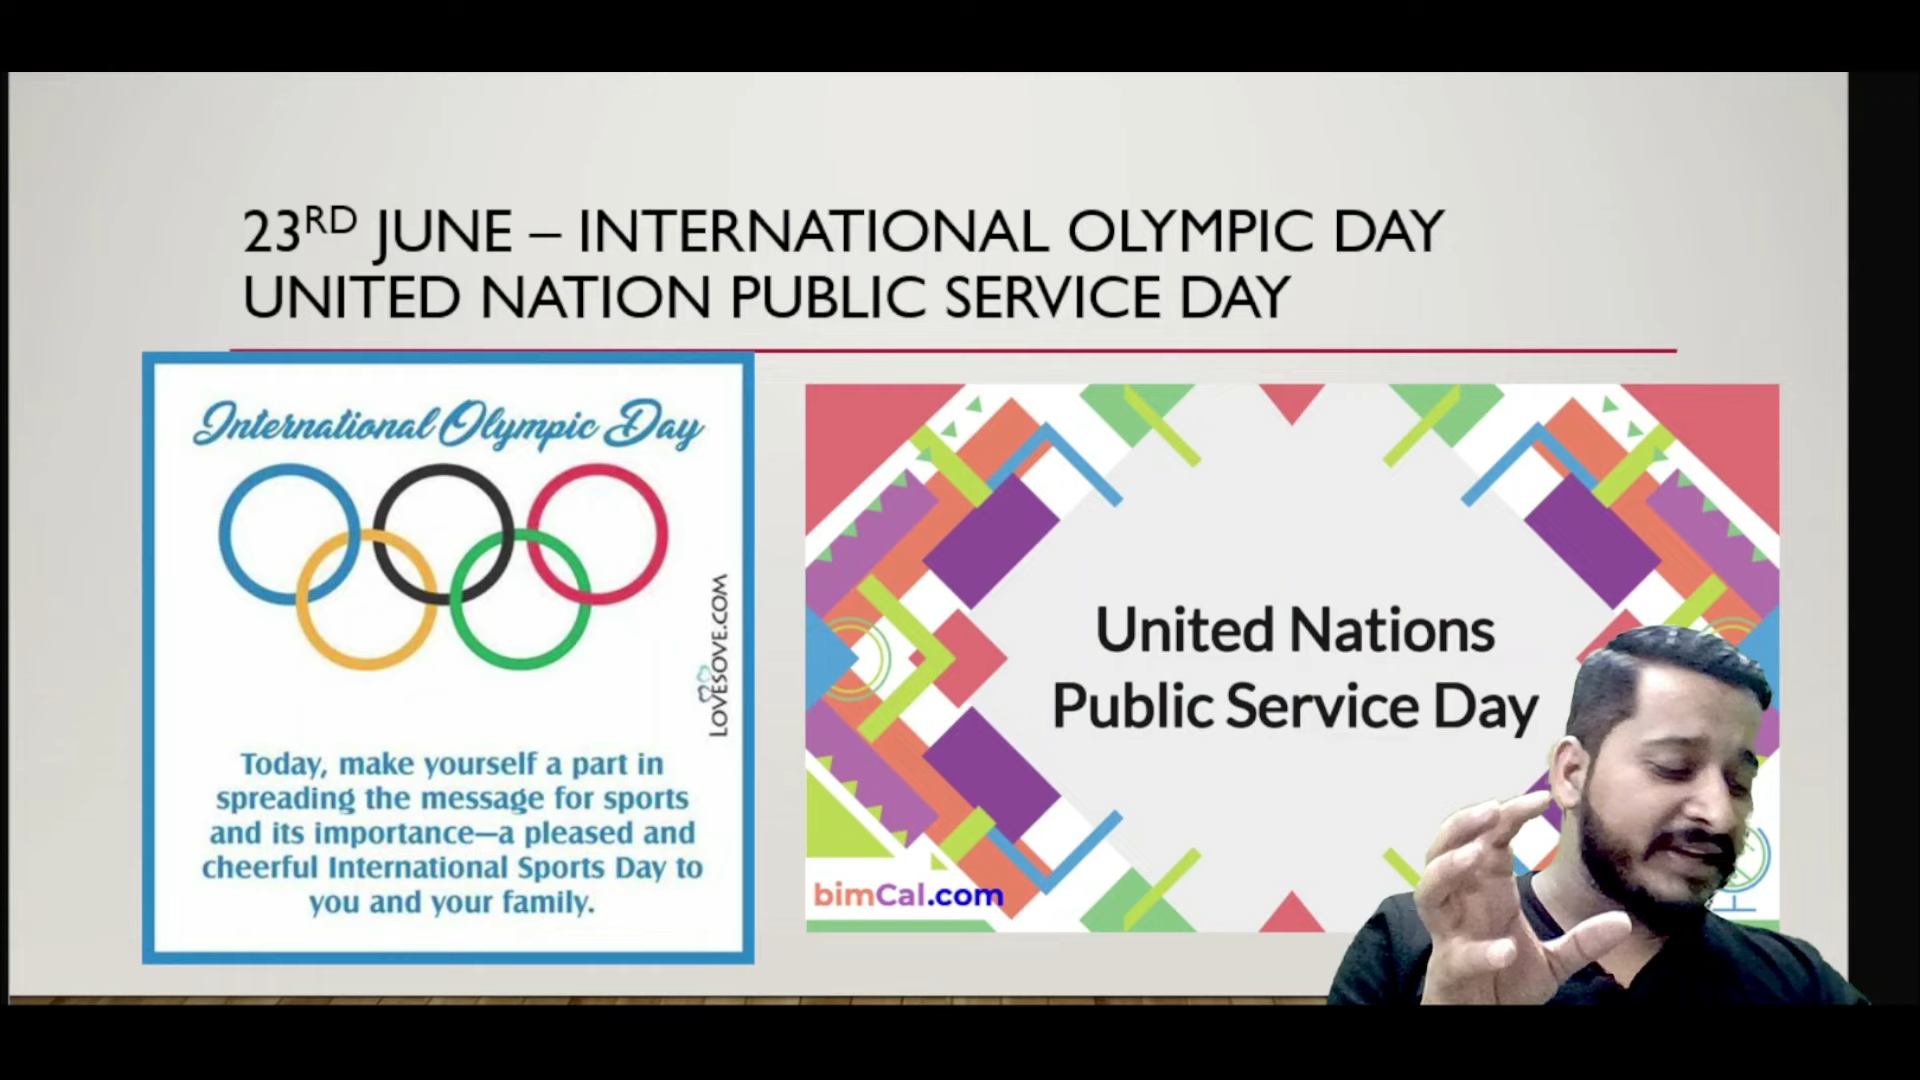 23RD JUNE – INTERNATIONAL OLYMPIC DAY
UNITED NATION PUBLIC SERVICE DAY
International Olympic Day
LOVESOVE.COM
Today, make yourself a part in
spreading the message for sports
and its importance—a pleased and
cheerful International Sports Day to
you and your family.
United Nations
Public Service Day
bimCal.com